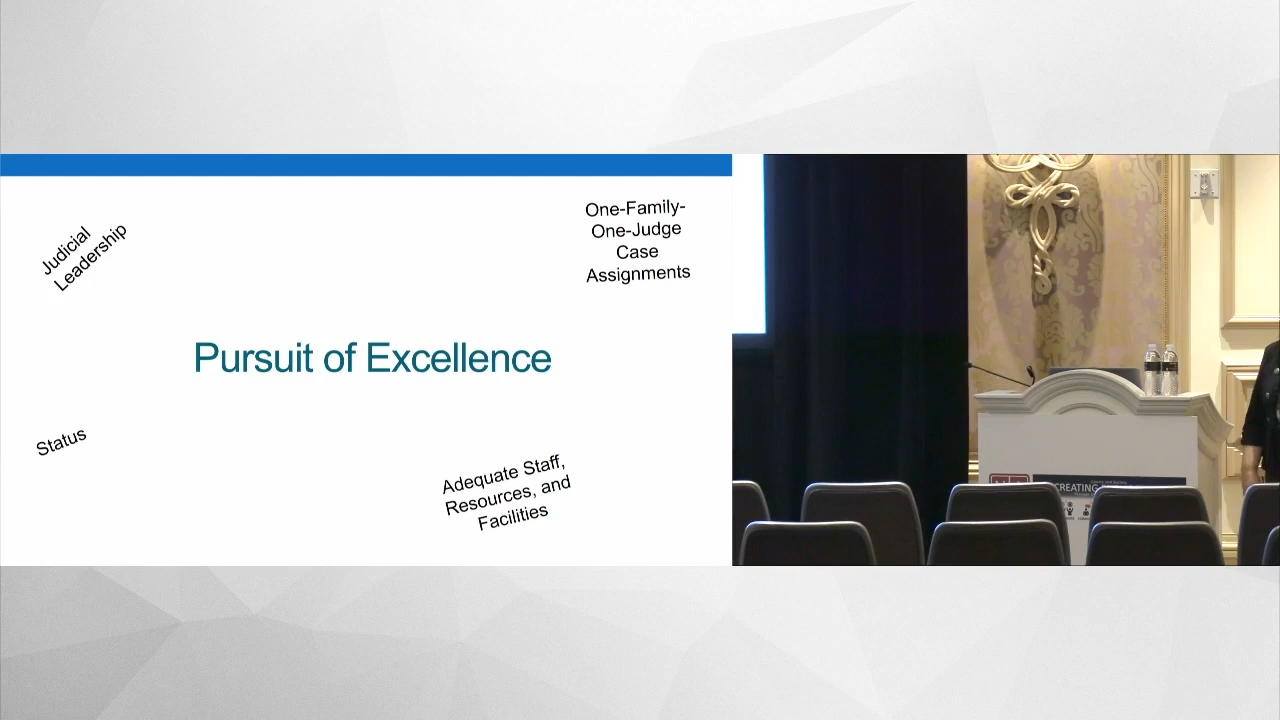 Judicial
Leadership
One-Family-
One-Judge
Case
Assignments
Pursuit of Excellence
Status
Adequate Staff,
Resources, and
Facilities
CREATING